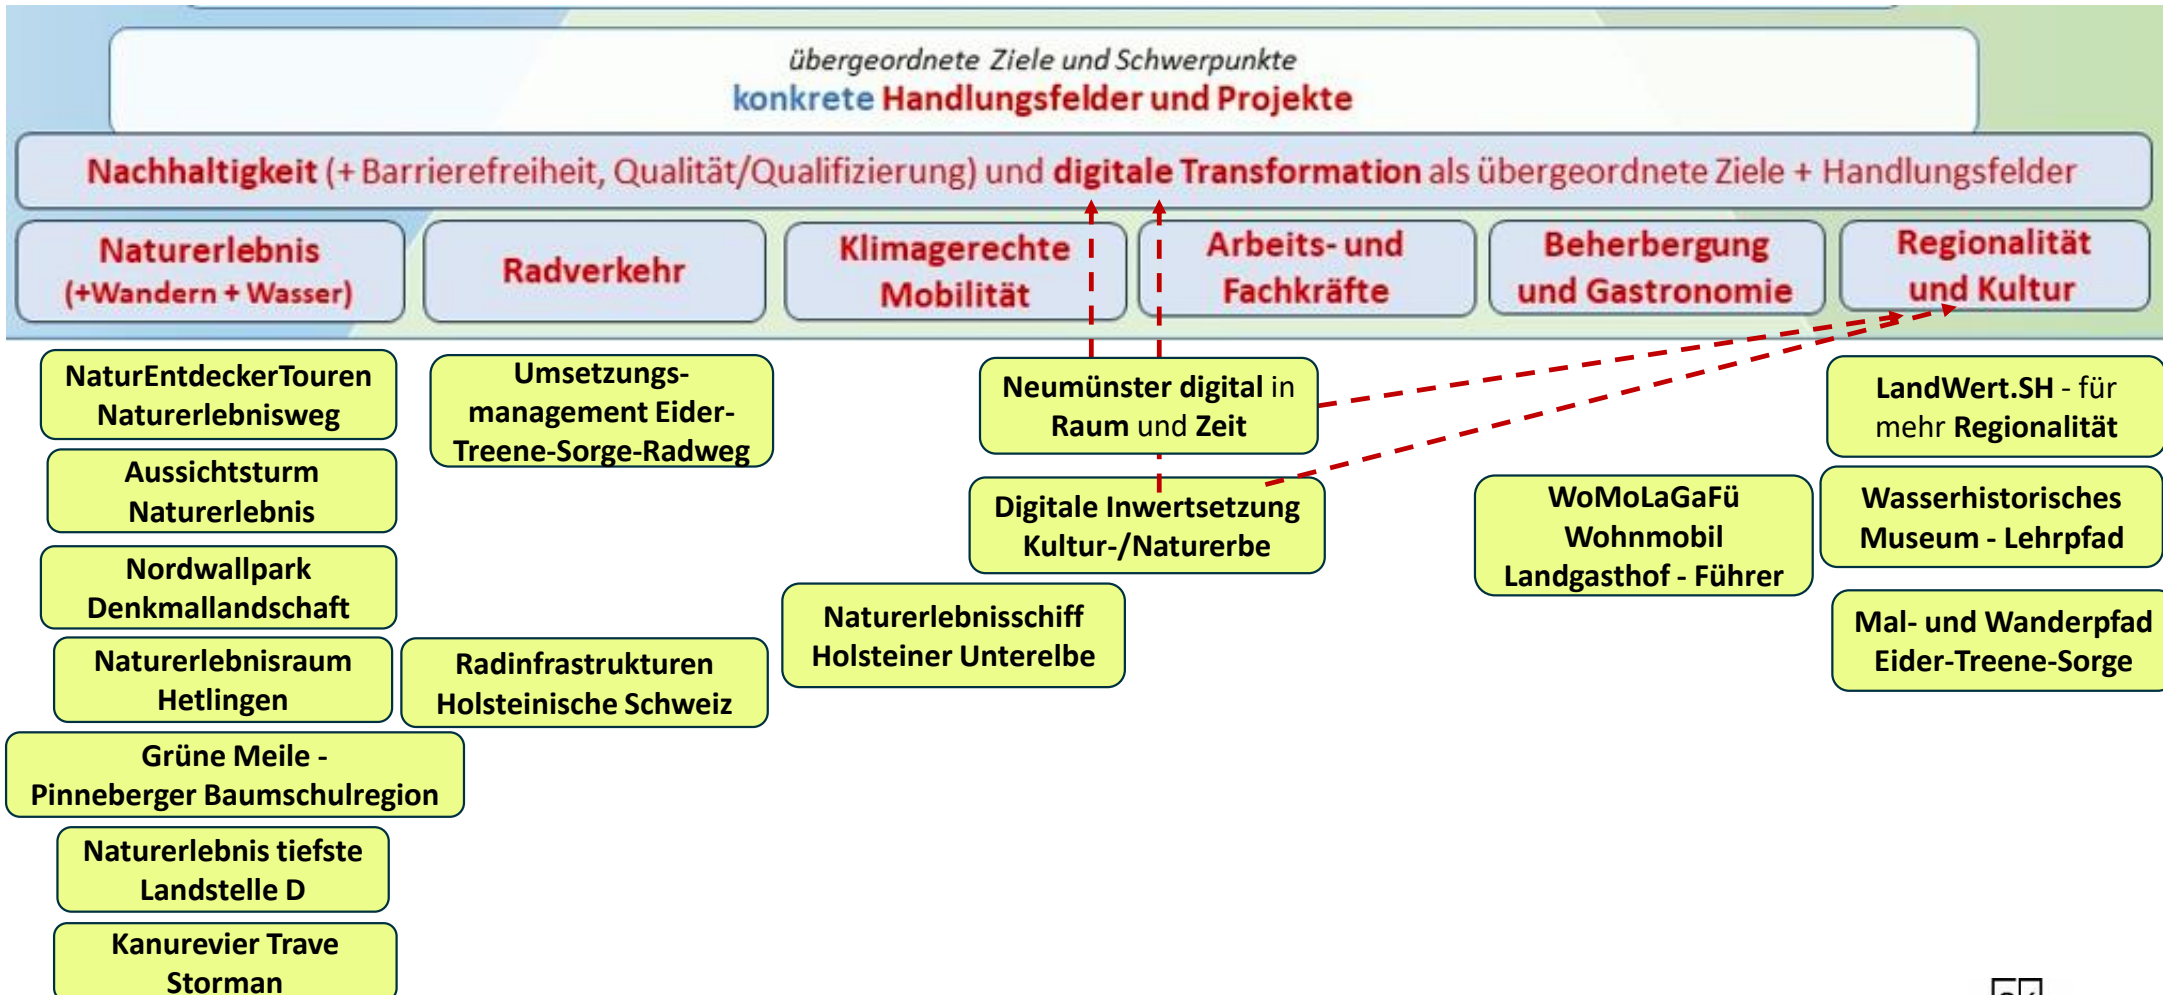 übergeordnete Ziele und Schwerpunkte
konkrete Handlungsfelder und Projekte
Nachhaltigkeit (+ Barrierefreiheit, Qualität/Qualifizierung) und digitale Transformation als übergeordnete Ziele + Handlungsfelder
Naturerlebnis
(+Wandern + Wasser)
Radverkehr
Klimagerechte
Mobilität
Arbeits- und
Fachkräfte
Beherbergung
und Gastronomie
Regionalität
und Kultur
NaturEntdeckerTouren
Naturerlebnisweg
Aussichtsturm
Naturerlebnis
Nordwallpark
Denkmallandschaft
Naturerlebnisraum
Hetlingen
Grüne Meile -
Pinneberger Baumschulregion
Naturerlebnis tiefste
Landstelle D
Kanurevier Trave
Storman
Umsetzungs-
management Eider-
Treene-Sorge-Radweg
Radinfrastrukturen
Holsteinische Schweiz
Neumünster digital in
Raum und Zeit
Digitale Inwertsetzung
Kultur-/Naturerbe
Naturerlebnisschiff
Holsteiner Unterelbe
WoMoLaGaFü
Wohnmobil
Landgasthof - Führer
LandWert.SH - für
mehr Regionalität
Wasserhistorisches
Museum - Lehrpfad
Mal- und Wanderpfad
Eider-Treene-Sorge